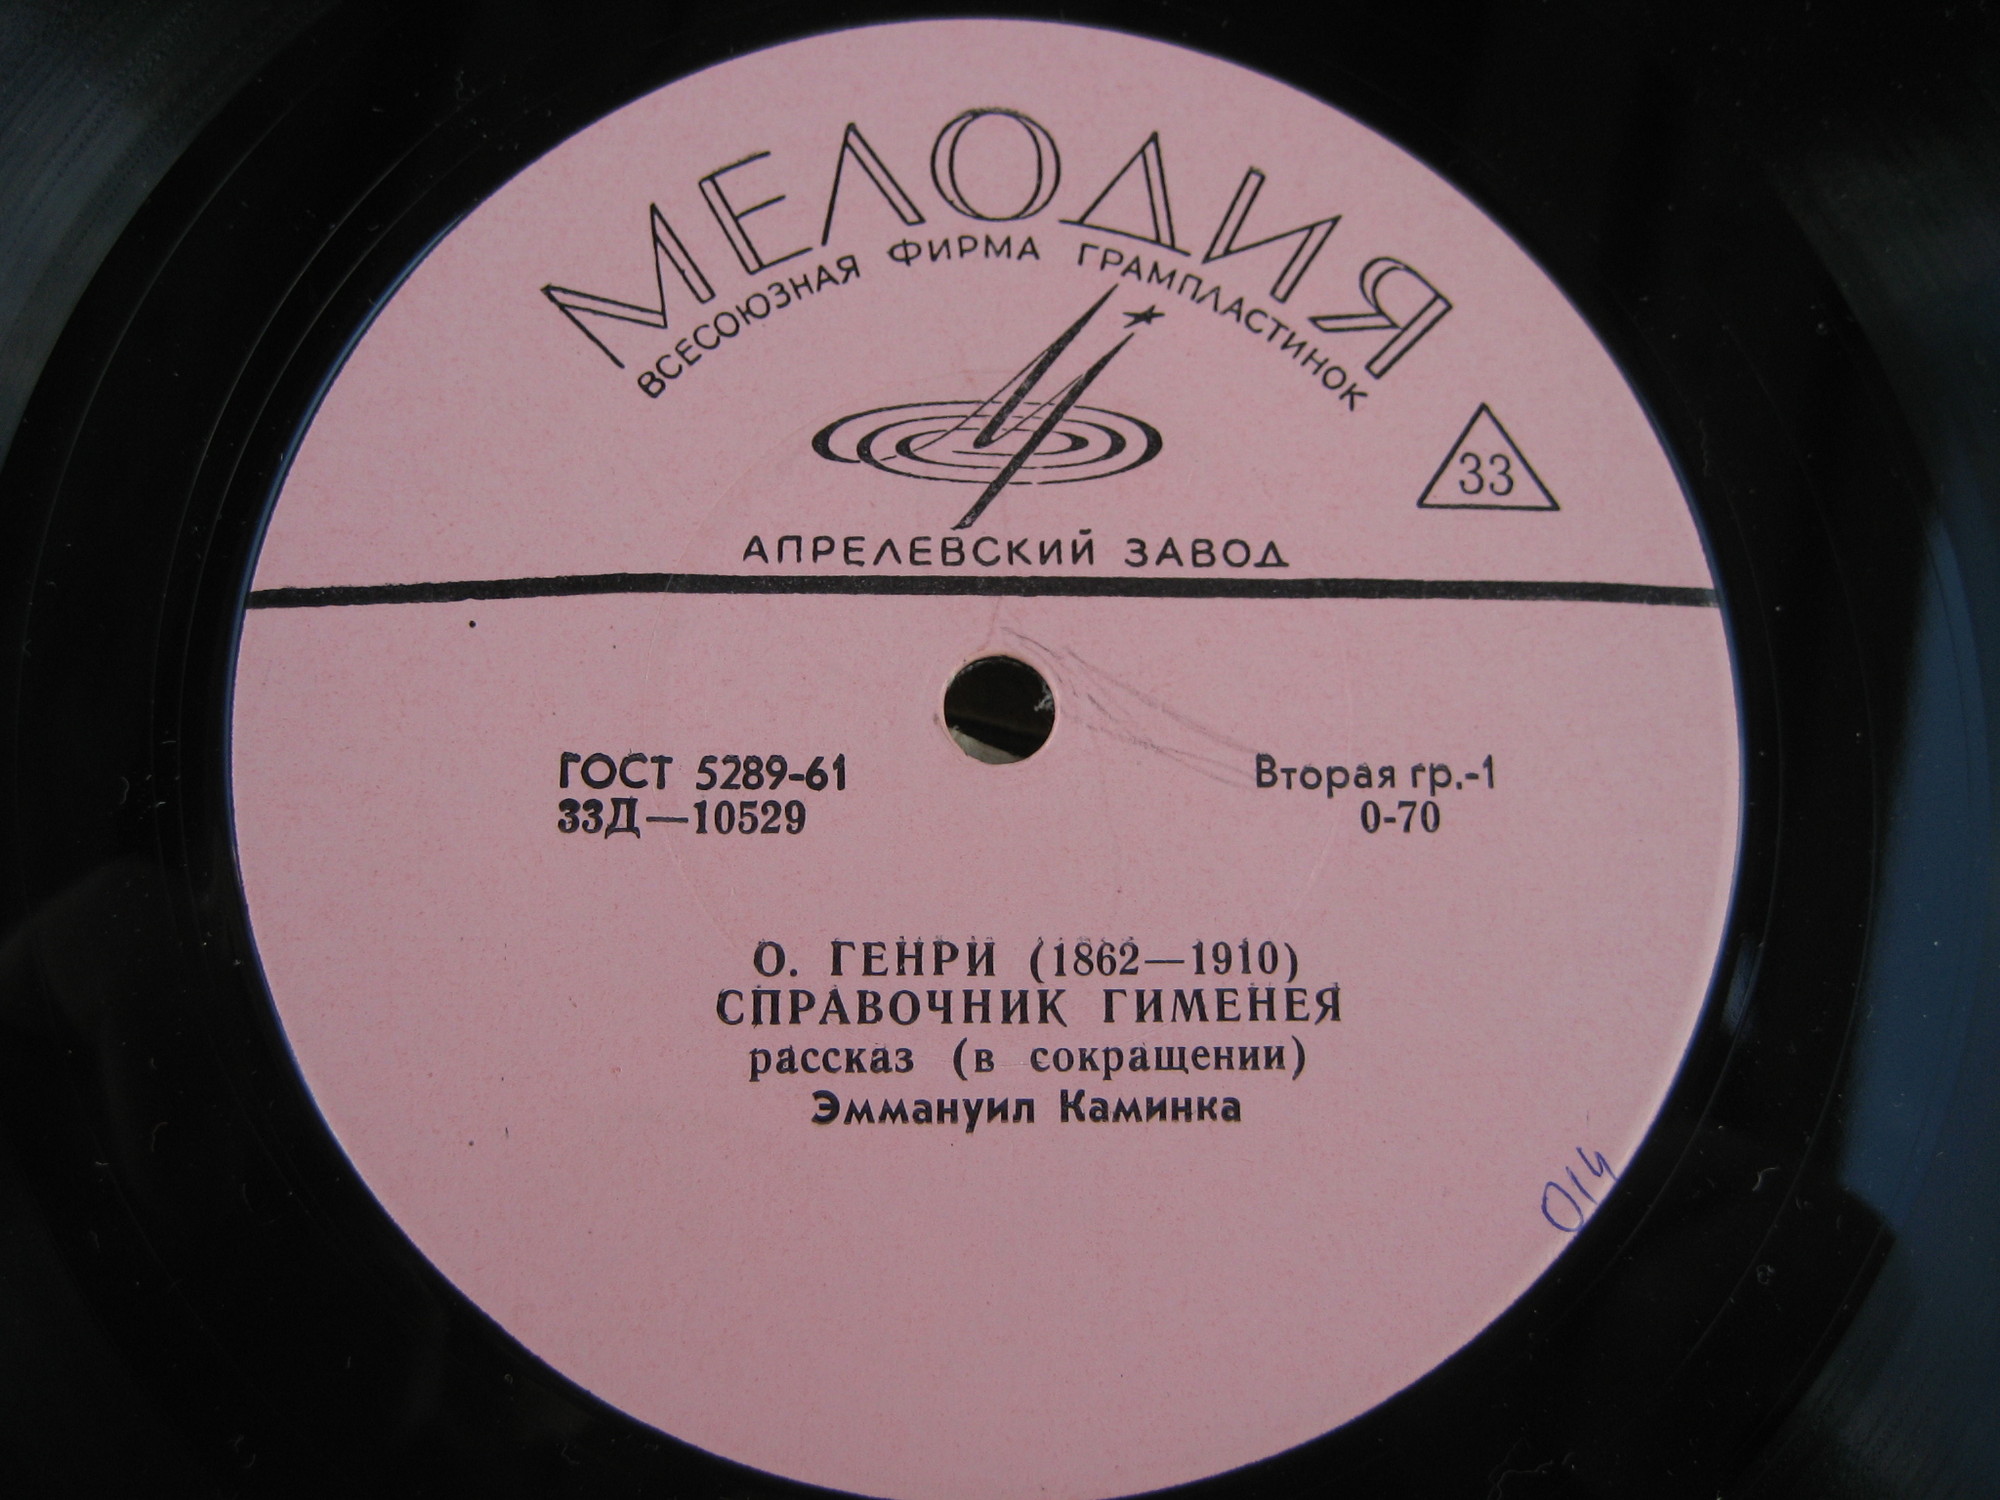 МЕЛОДИЯ
ВСЕСОЮЗНАЯ ФИРМА ГРАМПЛАСТИНОК
33
АПРЕЛЕВСКИЙ ЗАВОД
ГОСТ 5289-61
33Д—10529
Вторая гр.-1
0-70
О. ГЕНРИ (1862—1910)
СПРАВОЧНИК ГИМЕНЕЯ
рассказ (в сокращении)
Эммануил Каминка
014